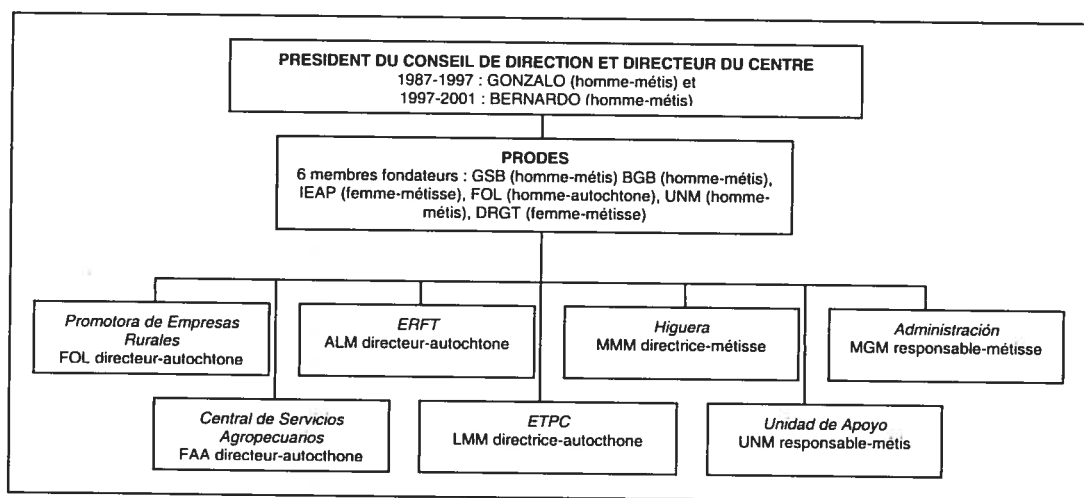 PRESIDENT DU CONSEIL DE DIRECTION ET DIRECTEUR DU CENTRE
1987-1997 : GONZALO (homme-métis) et
1997-2001 : BERNARDO (homme-métis)
PRODES
6 membres fondateurs : GSB (homme-métis) BGB (homme-métis),
IEAP (femme-métisse), FOL (homme-autochtone), UNM (homme-
métis), DRGT (femme-métisse)
Promotora de Empresas
Rurales
FOL directeur-autochtone
ERFT
ALM directeur-autochtone
Higuera
MMM directrice-métisse
Administración
MGM responsable-métisse
Central de Servicios
Agropecuarios
FAA directeur-autocthone
ETPC
LMM directrice-autocthone
Unidad de Apoyo
UNM responsable-métis